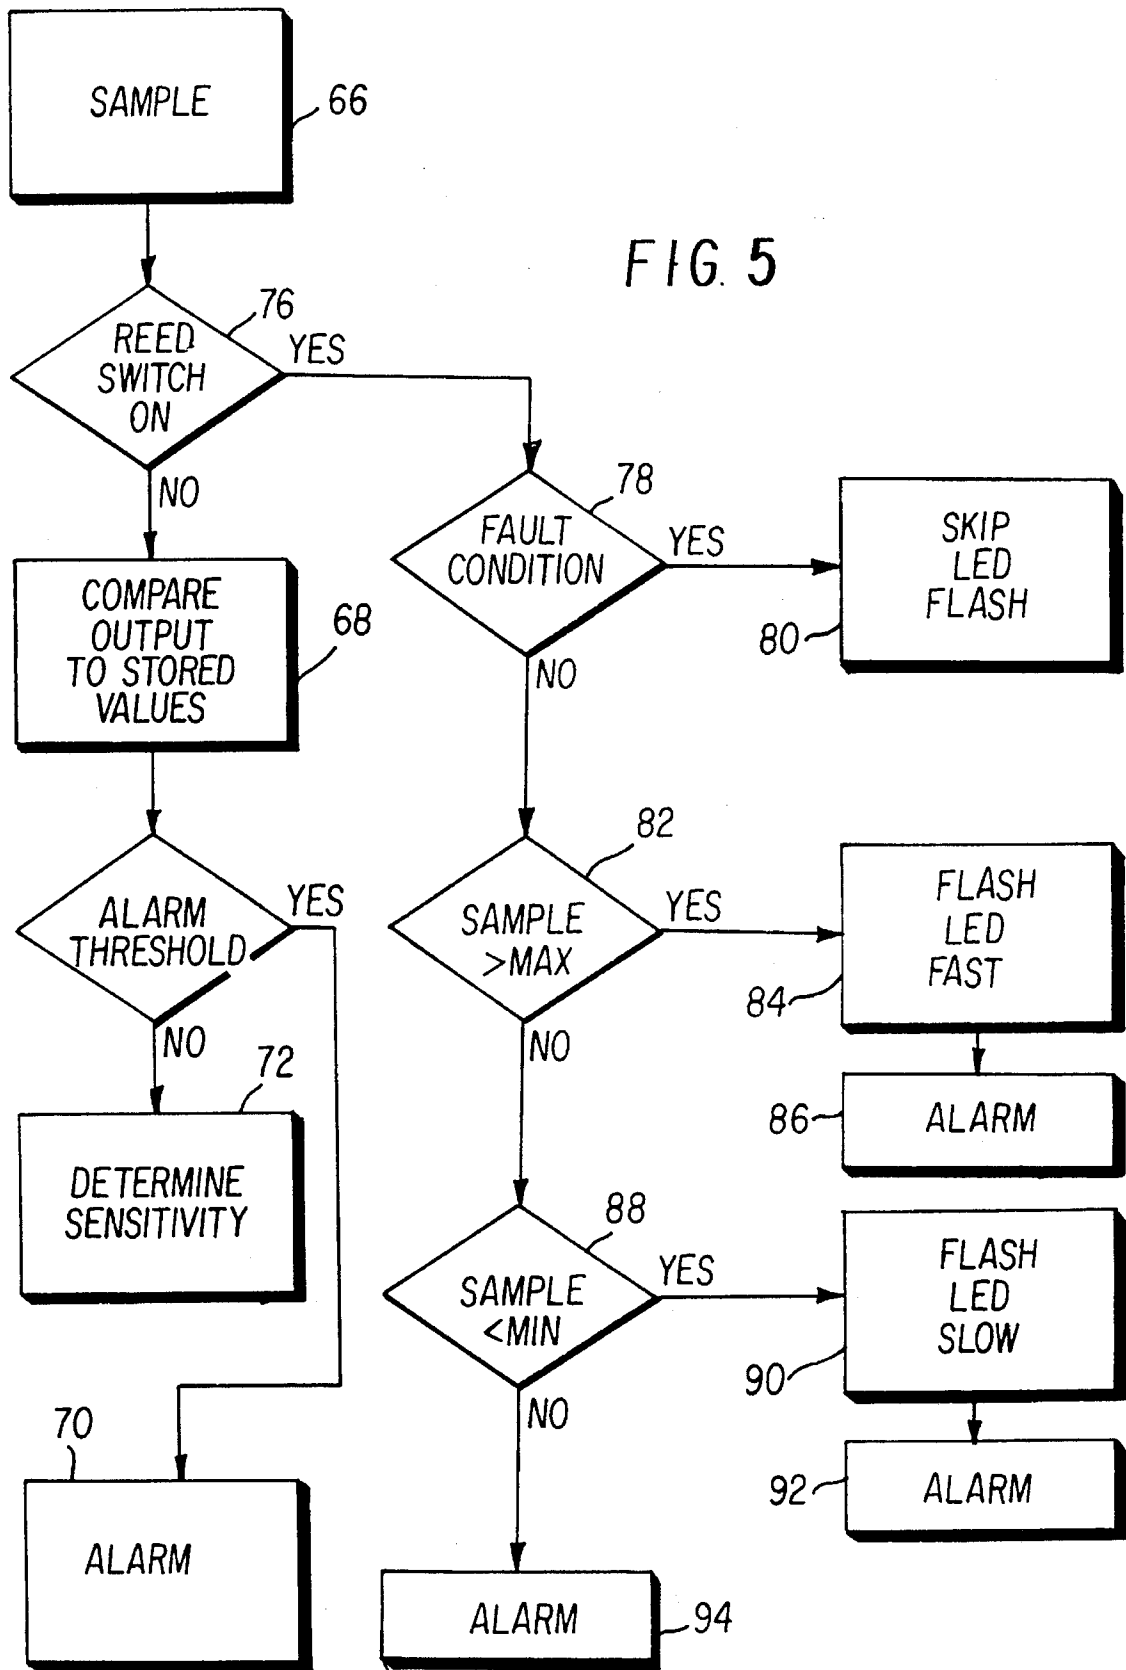 SAMPLE
66
FIG. 5
76
REED
SWITCH
ON
YES
NO
78
FAULT
CONDITION
YES
NO
SKIP
LED
FLASH
80
COMPARE
OUTPUT
TO STORED
VALUES
68
ALARM
THRESHOLD
YES
NO
82
SAMPLE
>MAX
YES
NO
FLASH
LED
FAST
84
ALARM
86
72
DETERMINE
SENSITIVITY
88
SAMPLE
<MIN
YES
NO
FLASH
LED
SLOW
90
ALARM
92
70
ALARM
ALARM
94